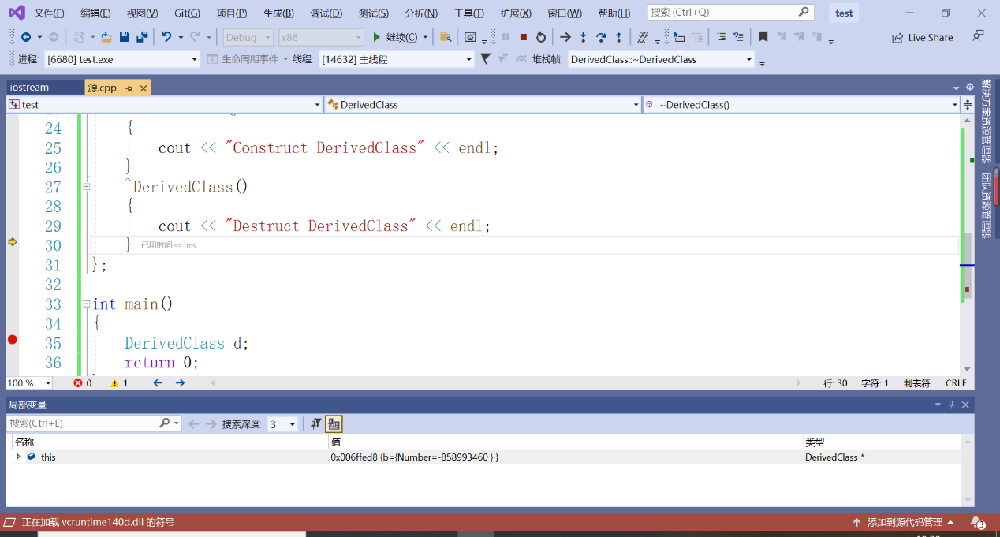 文件(F) 编辑(E) 视图(V) Git(G) 项目(P) 生成(B) 调试(D) 测试(S) 分析(N) 工具(T) 扩展(X) 窗口(W) 帮助(H) 搜索 (Ctrl+Q) test
Debug x86 继续(C) Live Share
进程: [6680] test.exe 生命周期事件 线程: [14632] 主线程 堆栈帧: DerivedClass::~DerivedClass
iostream 源.cpp
test DerivedClass ~DerivedClass()
24 {
25 cout << "Construct DerivedClass" << endl;
26 }
27 ~DerivedClass()
28 {
29 cout << "Destruct DerivedClass" << endl;
30 } 已用时间 <=1ms
31 };
32
33 int main()
34 {
35 DerivedClass d;
36 return 0;
100 % 0 1 行: 30 字符: 1 制表符 CRLF
局部变量
搜索(Ctrl+E) 搜索深度: 3
名称 值 类型
this 0x006ffed8 {b={Number=-858993460 } } DerivedClass *
正在加载 vcruntime140d.dll 的符号 添加到源代码管理 3
解决方案资源管理器
团队资源管理器